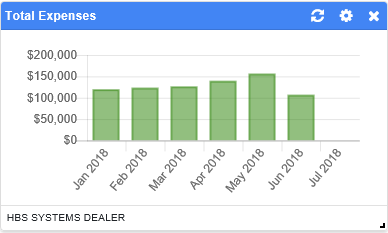 Total Expenses
$200,000
$150,000
$100,000
$50,000
$0
Jan 2018
Feb 2018
Mar 2018
Apr 2018
May 2018
Jun 2018
Jul 2018
HBS SYSTEMS DEALER